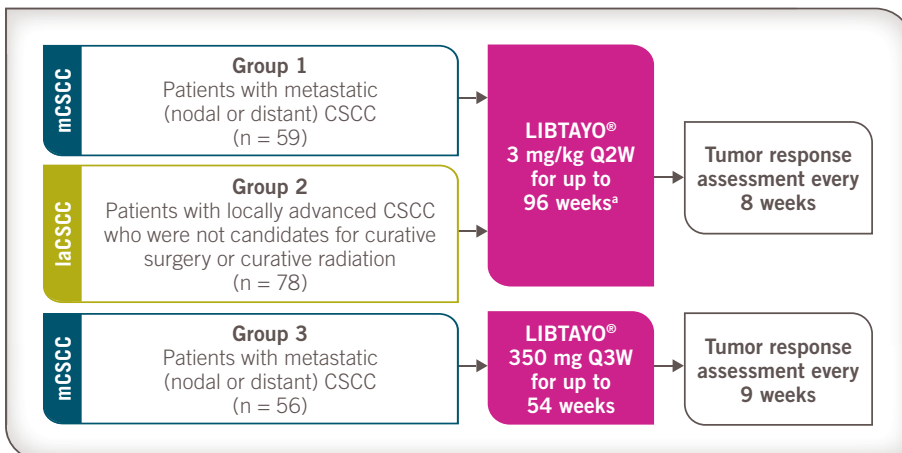 mCSCC
Group 1
Patients with metastatic
(nodal or distant) CSCC
(n = 59)
laCSCC
Group 2
Patients with locally advanced CSCC
who were not candidates for curative
surgery or curative radiation
(n = 78)
LIBTAYO®
3 mg/kg Q2W
for up to
96 weeksᵃ
Tumor response
assessment every
8 weeks
mCSCC
Group 3
Patients with metastatic
(nodal or distant) CSCC
(n = 56)
LIBTAYO®
350 mg Q3W
for up to
54 weeks
Tumor response
assessment every
9 weeks